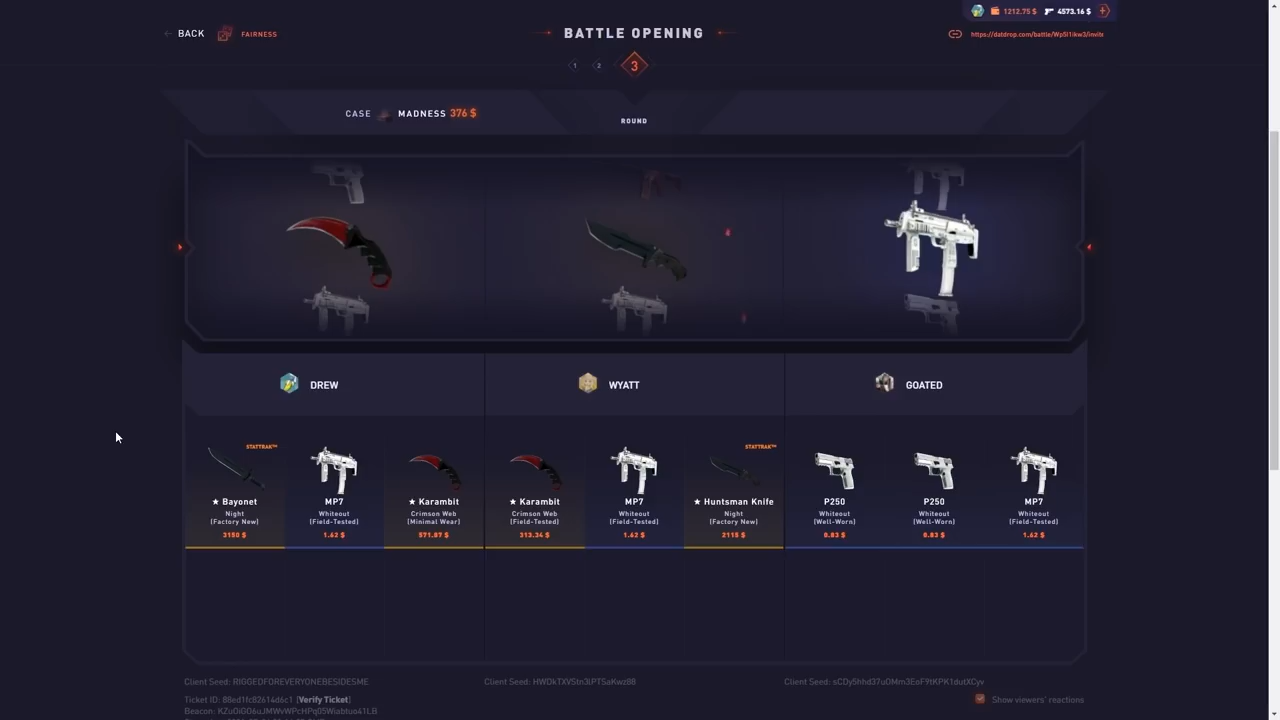 1212.75 $ 4573.16 $
BACK FAIRNESS
BATTLE OPENING
https://datdrop.com/battle/Wp5l1ikw3/invite
1 2 3
CASE MADNESS 376 $
ROUND
DREW WYATT GOATED
STATTRAK™ STATTRAK™
★ Bayonet MP7 ★ Karambit ★ Karambit MP7 ★ Huntsman Knife P250 P250 MP7
Night Whiteout Crimson Web Crimson Web Whiteout Night Whiteout Whiteout Whiteout
(Factory New) (Field-Tested) (Minimal Wear) (Field-Tested) (Field-Tested) (Factory New) (Well-Worn) (Well-Worn) (Field-Tested)
3150 $ 1.62 $ 571.87 $ 313.34 $ 1.62 $ 2115 $ 0.83 $ 0.83 $ 1.62 $
Client Seed: RIGGEDFOREVERYONEBESIDESME Client Seed: HWDkTXVStn3lPTSaKwz88 Client Seed: sCDy5hhd37uOMm3EoF9tKPK1dutXCyv
Ticket ID: 88ed1fc82614d6c1 [Verify Ticket] Show viewers' reactions
Beacon: KZuOiGO6uJMWvWPcHPq05Wiabtuo41LB